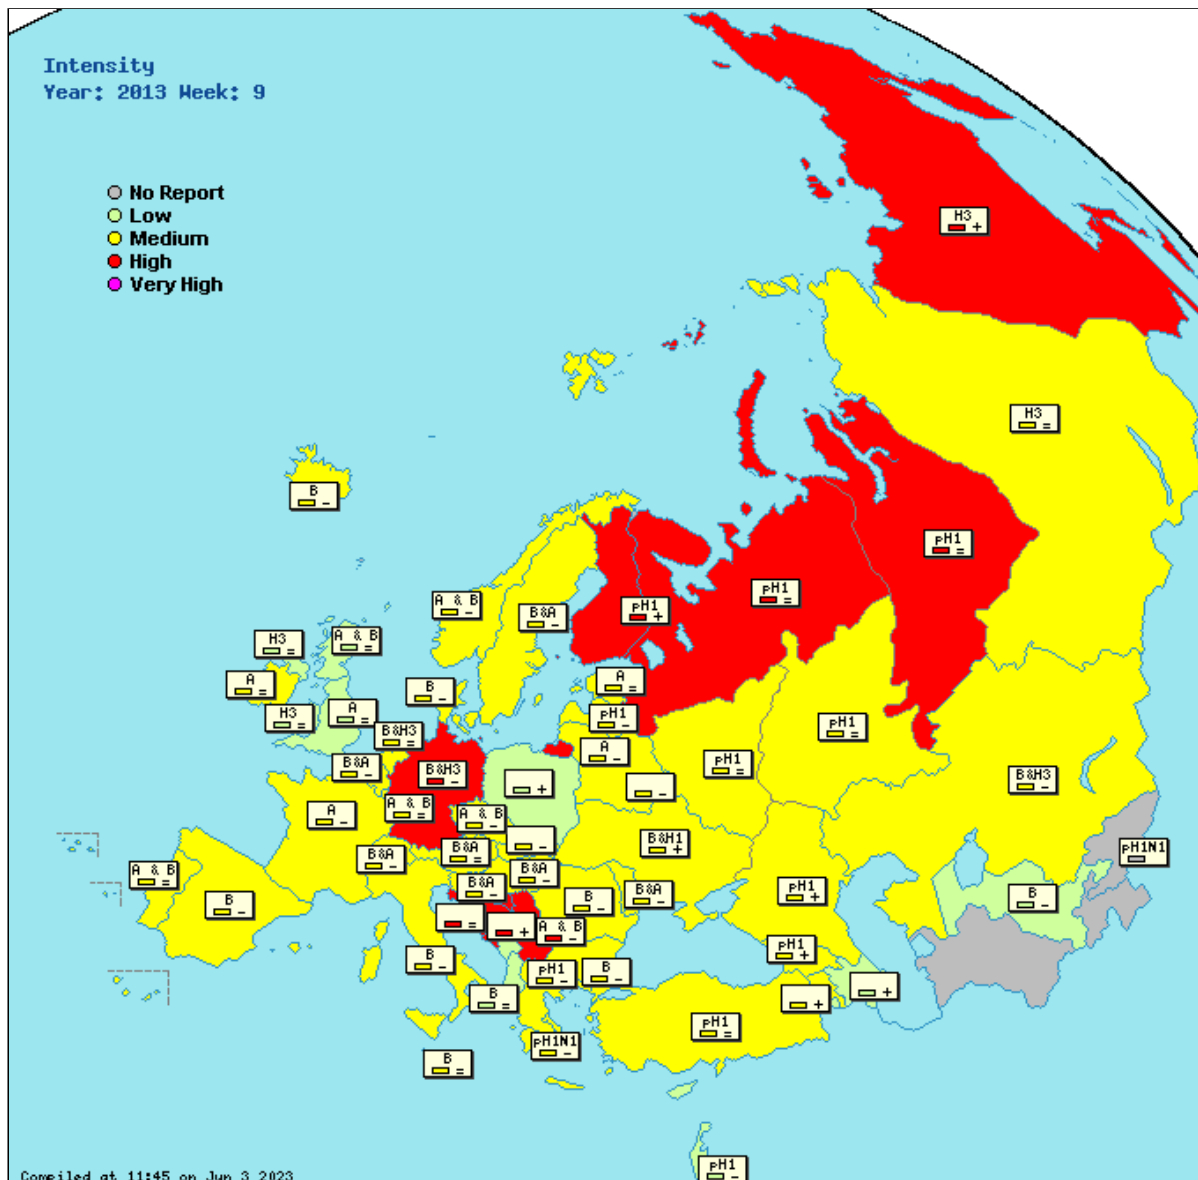 Intensity
Year: 2013 Week: 9
No Report
Low
Medium
High
Very High
H3
+
H3
=
B
-
pH1
=
pH1
=
A & B
-
B&A
-
pH1
+
H3
=
A & B
=
A
=
A
=
B
-
H3
=
A
=
pH1
-
B&H3
=
A
-
pH1
=
pH1
=
B&A
-
B&H3
-
+
-
B&H3
-
A
-
A & B
=
A & B
-
-
B&H1
+
B&A
-
B&A
=
pH1N1
A & B
=
B
-
B&A
-
B&A
-
B
-
B&A
-
pH1
+
B
-
=
+
A & B
-
B
-
pH1
-
B
-
pH1
+
B
=
+
+
pH1
=
pH1N1
-
B
=
pH1
-
Compiled at 11:45 on Jun 3 2023